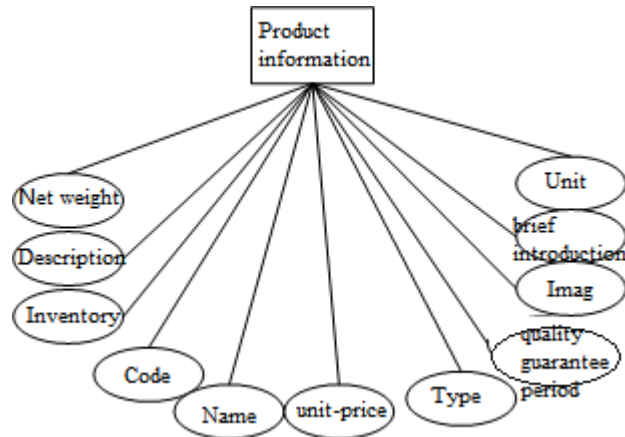 Product
information
Net weight
Description
Inventory
Code
Name
unit-price
Type
quality
guarantee
period
Imag
brief
introduction
Unit